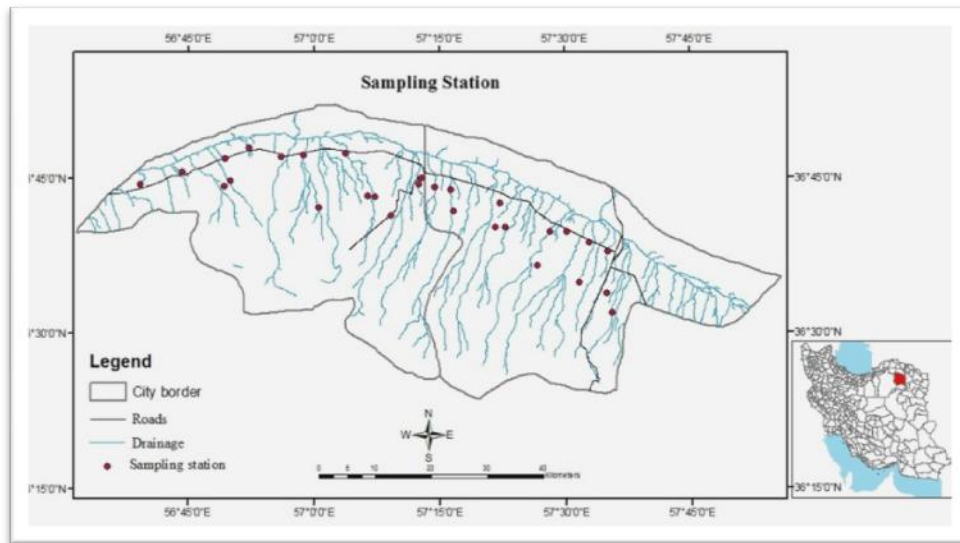 56°45'0"E 57°0'0"E 57°15'0"E 57°30'0"E 57°45'0"E
Sampling Station
°45'0"N 36°45'0"N
°30'0"N 36°30'0"N
Legend
City border
Roads
Drainage
Sampling station
N
W E
S
0 5 10 20 30 40
Kilometers
°15'0"N 36°15'0"N
56°45'0"E 57°0'0"E 57°15'0"E 57°30'0"E 57°45'0"E